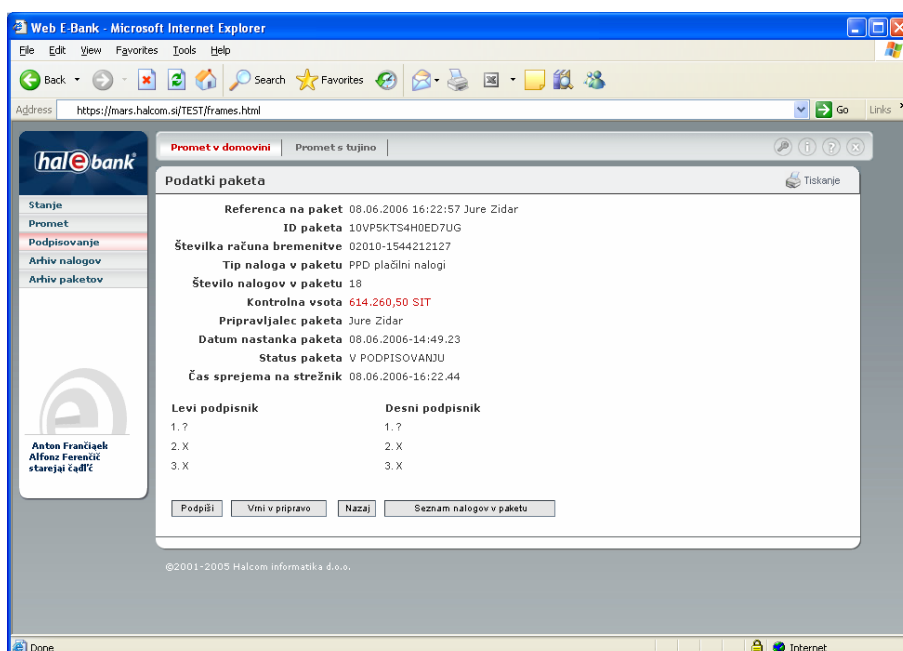 Web E-Bank - Microsoft Internet Explorer
File Edit View Favorites Tools Help
Back Search Favorites
Address https://mars.halcom.si/TEST/frames.html Go Links
hal e bank
Promet v domovini Promet s tujino
Podatki paketa Tiskanje
Stanje
Promet
Podpisovanje
Arhiv nalogov
Arhiv paketov
Anton Frančiąek
Alfonz Ferenčič
starejąi čądľč
Referenca na paket 08.06.2006 16:22:57 Jure Zidar
ID paketa 10VP5KTS4H0ED7UG
Številka računa bremenitve 02010-1544212127
Tip naloga v paketu PPD plačilni nalogi
Število nalogov v paketu 18
Kontrolna vsota 614.260,50 SIT
Pripravljalec paketa Jure Zidar
Datum nastanka paketa 08.06.2006-14:49.23
Status paketa V PODPISOVANJU
Čas sprejema na strežnik 08.06.2006-16:22.44
Levi podpisnik Desni podpisnik
1. ? 1. ?
2. X 2. X
3. X 3. X
Podpiši Vrni v pripravo Nazaj Seznam nalogov v paketu
©2001-2005 Halcom informatika d.o.o.
Done Internet